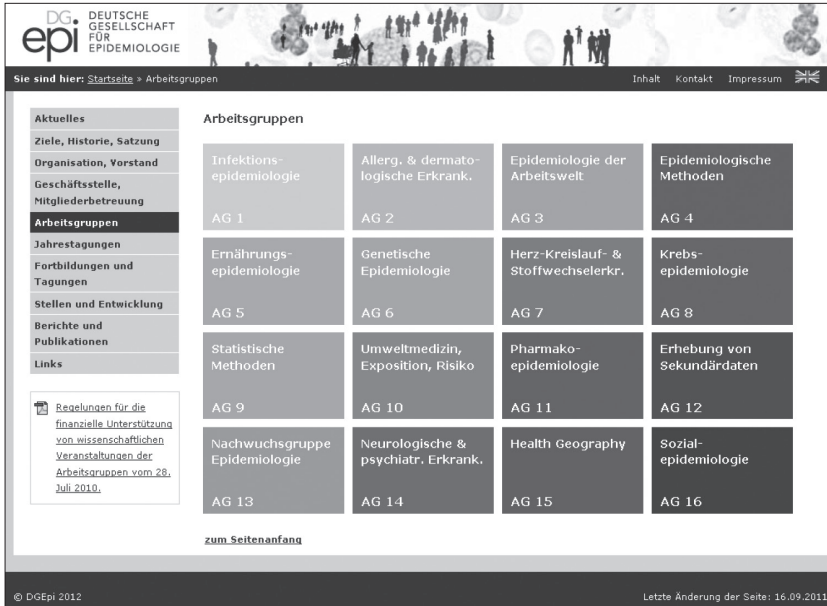 DG.
epi
DEUTSCHE
GESELLSCHAFT
FÜR
EPIDEMIOLOGIE
Sie sind hier: Startseite » Arbeitsgruppen
Inhalt Kontakt Impressum
Aktuelles
Ziele, Historie, Satzung
Organisation, Vorstand
Geschäftsstelle,
Mitgliederbetreuung
Arbeitsgruppen
Jahrestagungen
Fortbildungen und
Tagungen
Stellen und Entwicklung
Berichte und
Publikationen
Links
Regelungen für die
finanzielle Unterstützung
von wissenschaftlichen
Veranstaltungen der
Arbeitsgruppen vom 28.
Juli 2010.
Arbeitsgruppen
Infektions-
epidemiologie
AG 1
Allerg. & dermato-
logische Erkrank.
AG 2
Epidemiologie der
Arbeitswelt
AG 3
Epidemiologische
Methoden
AG 4
Ernährungs-
epidemiologie
AG 5
Genetische
Epidemiologie
AG 6
Herz-Kreislauf- &
Stoffwechselerkr.
AG 7
Krebs-
epidemiologie
AG 8
Statistische
Methoden
AG 9
Umweltmedizin,
Exposition, Risiko
AG 10
Pharmako-
epidemiologie
AG 11
Erhebung von
Sekundärdaten
AG 12
Nachwuchsgruppe
Epidemiologie
AG 13
Neurologische &
psychiatr. Erkrank.
AG 14
Health Geography
AG 15
Sozial-
epidemiologie
AG 16
zum Seitenanfang
© DGEpi 2012
Letzte Änderung der Seite: 16.09.2011